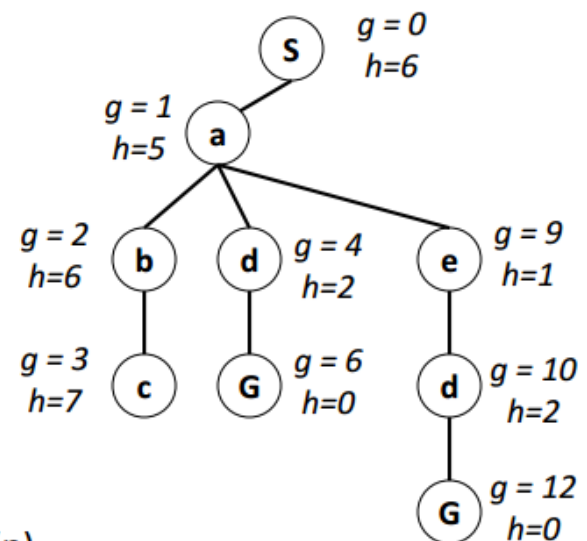 S
g = 0
h=6
g = 1
h=5
a
g = 2
h=6
b
d
g = 4
h=2
e
g = 9
h=1
g = 3
h=7
c
G
g = 6
h=0
d
g = 10
h=2
G
g = 12
h=0